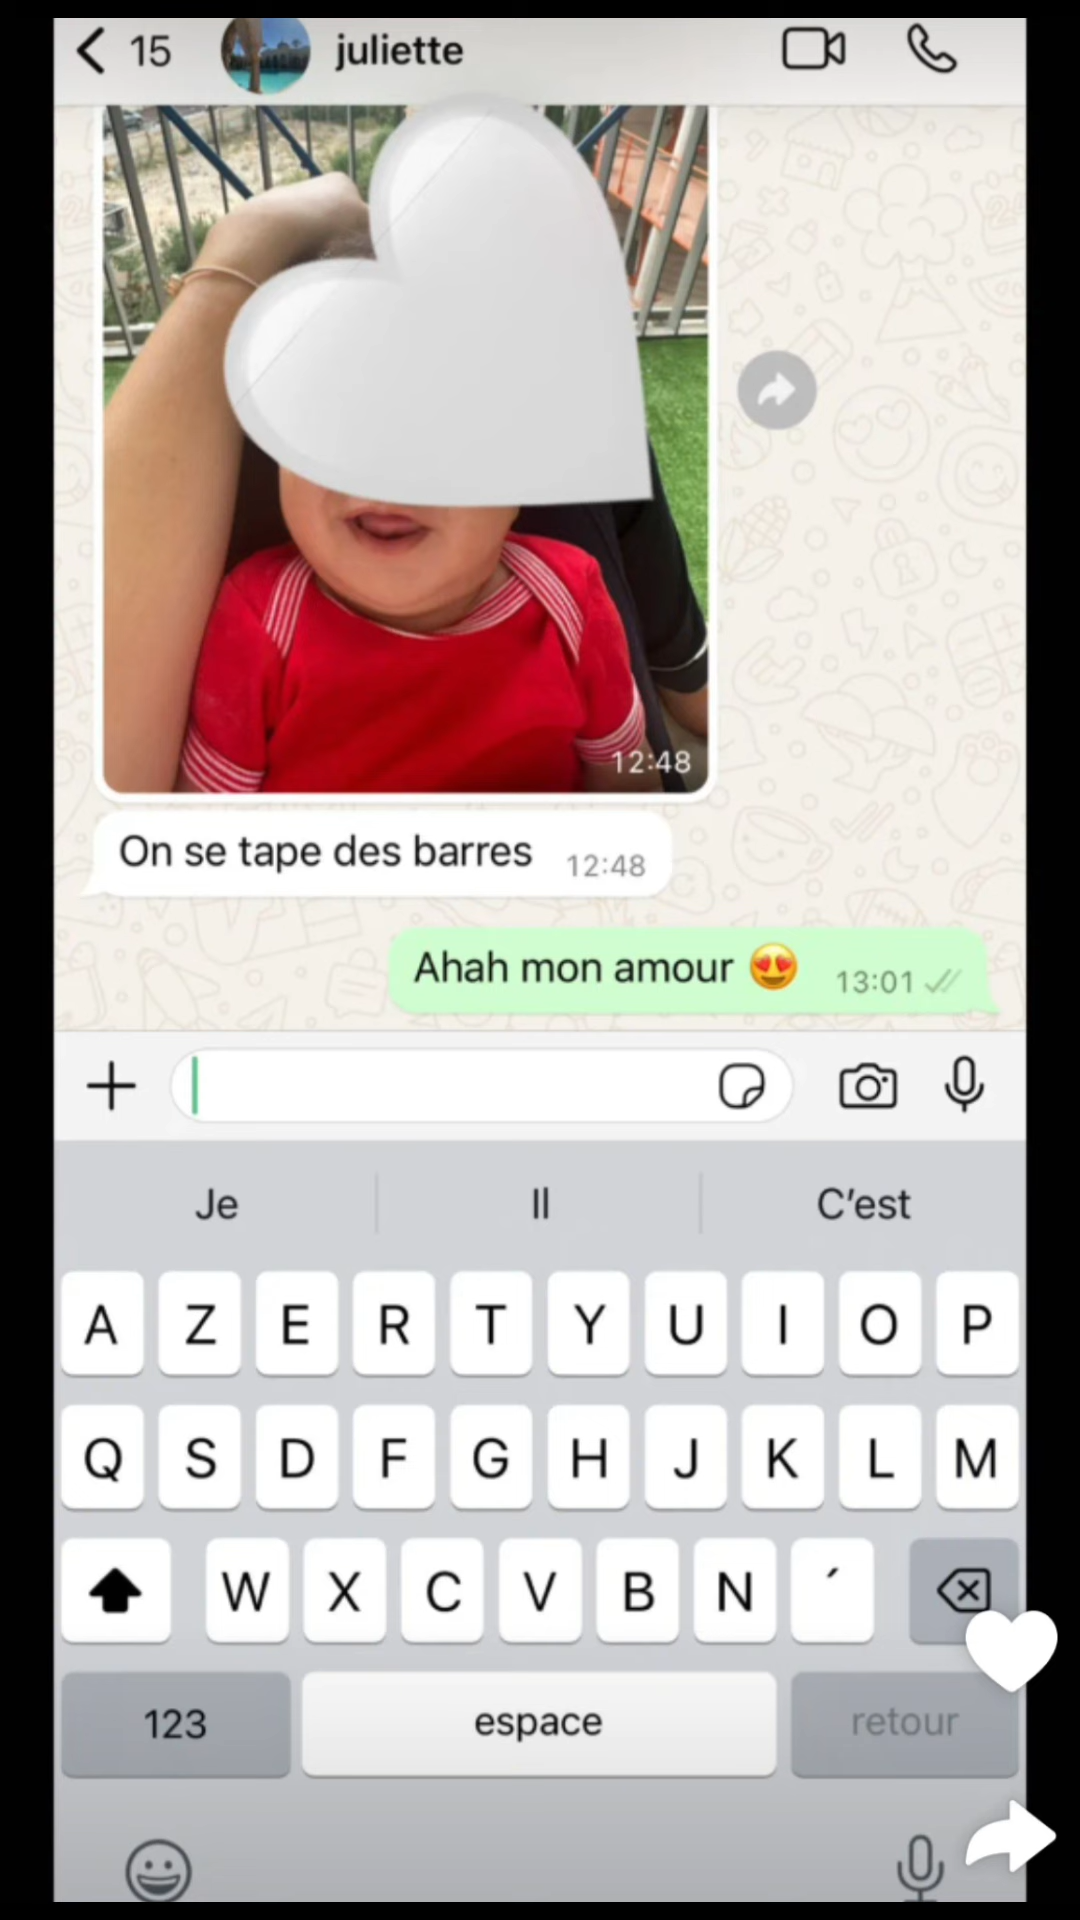 15 juliette
12:48
On se tape des barres 12:48
Ahah mon amour 😍 13:01
Je Il C'est
A Z E R T Y U I O P
Q S D F G H J K L M
W X C V B N ´
123 espace retour